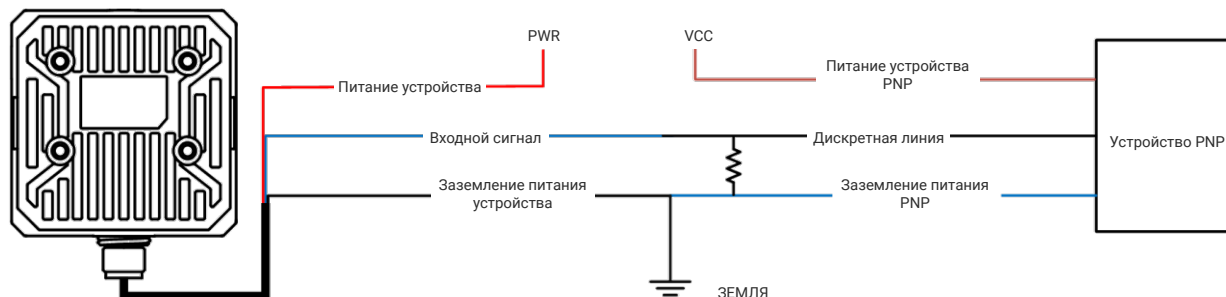 PWR
VCC
Питание устройства
Питание устройства
PNP
Входной сигнал
Дискретная линия
Устройство PNP
Заземление питания
устройства
Заземление питания
PNP
ЗЕМЛЯ